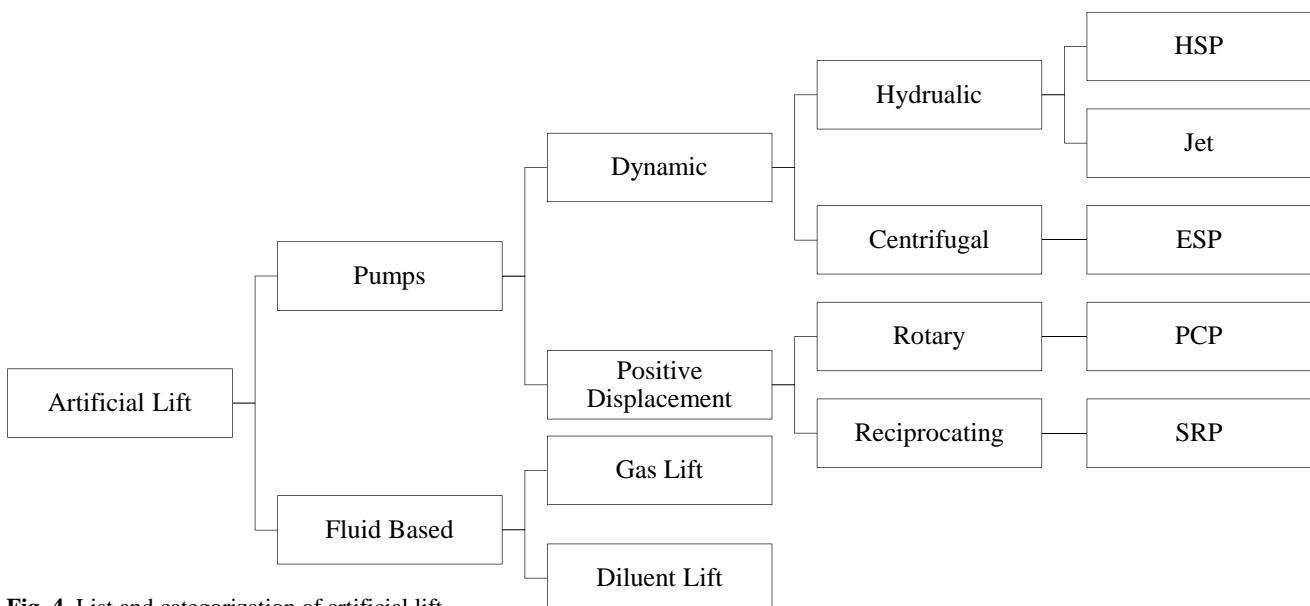 HSP
Hydrualic
Jet
Dynamic
Centrifugal
ESP
Pumps
Rotary
PCP
Positive
Displacement
Artificial Lift
Reciprocating
SRP
Gas Lift
Fluid Based
Diluent Lift
Fig. 4. List and categorization of artificial lift